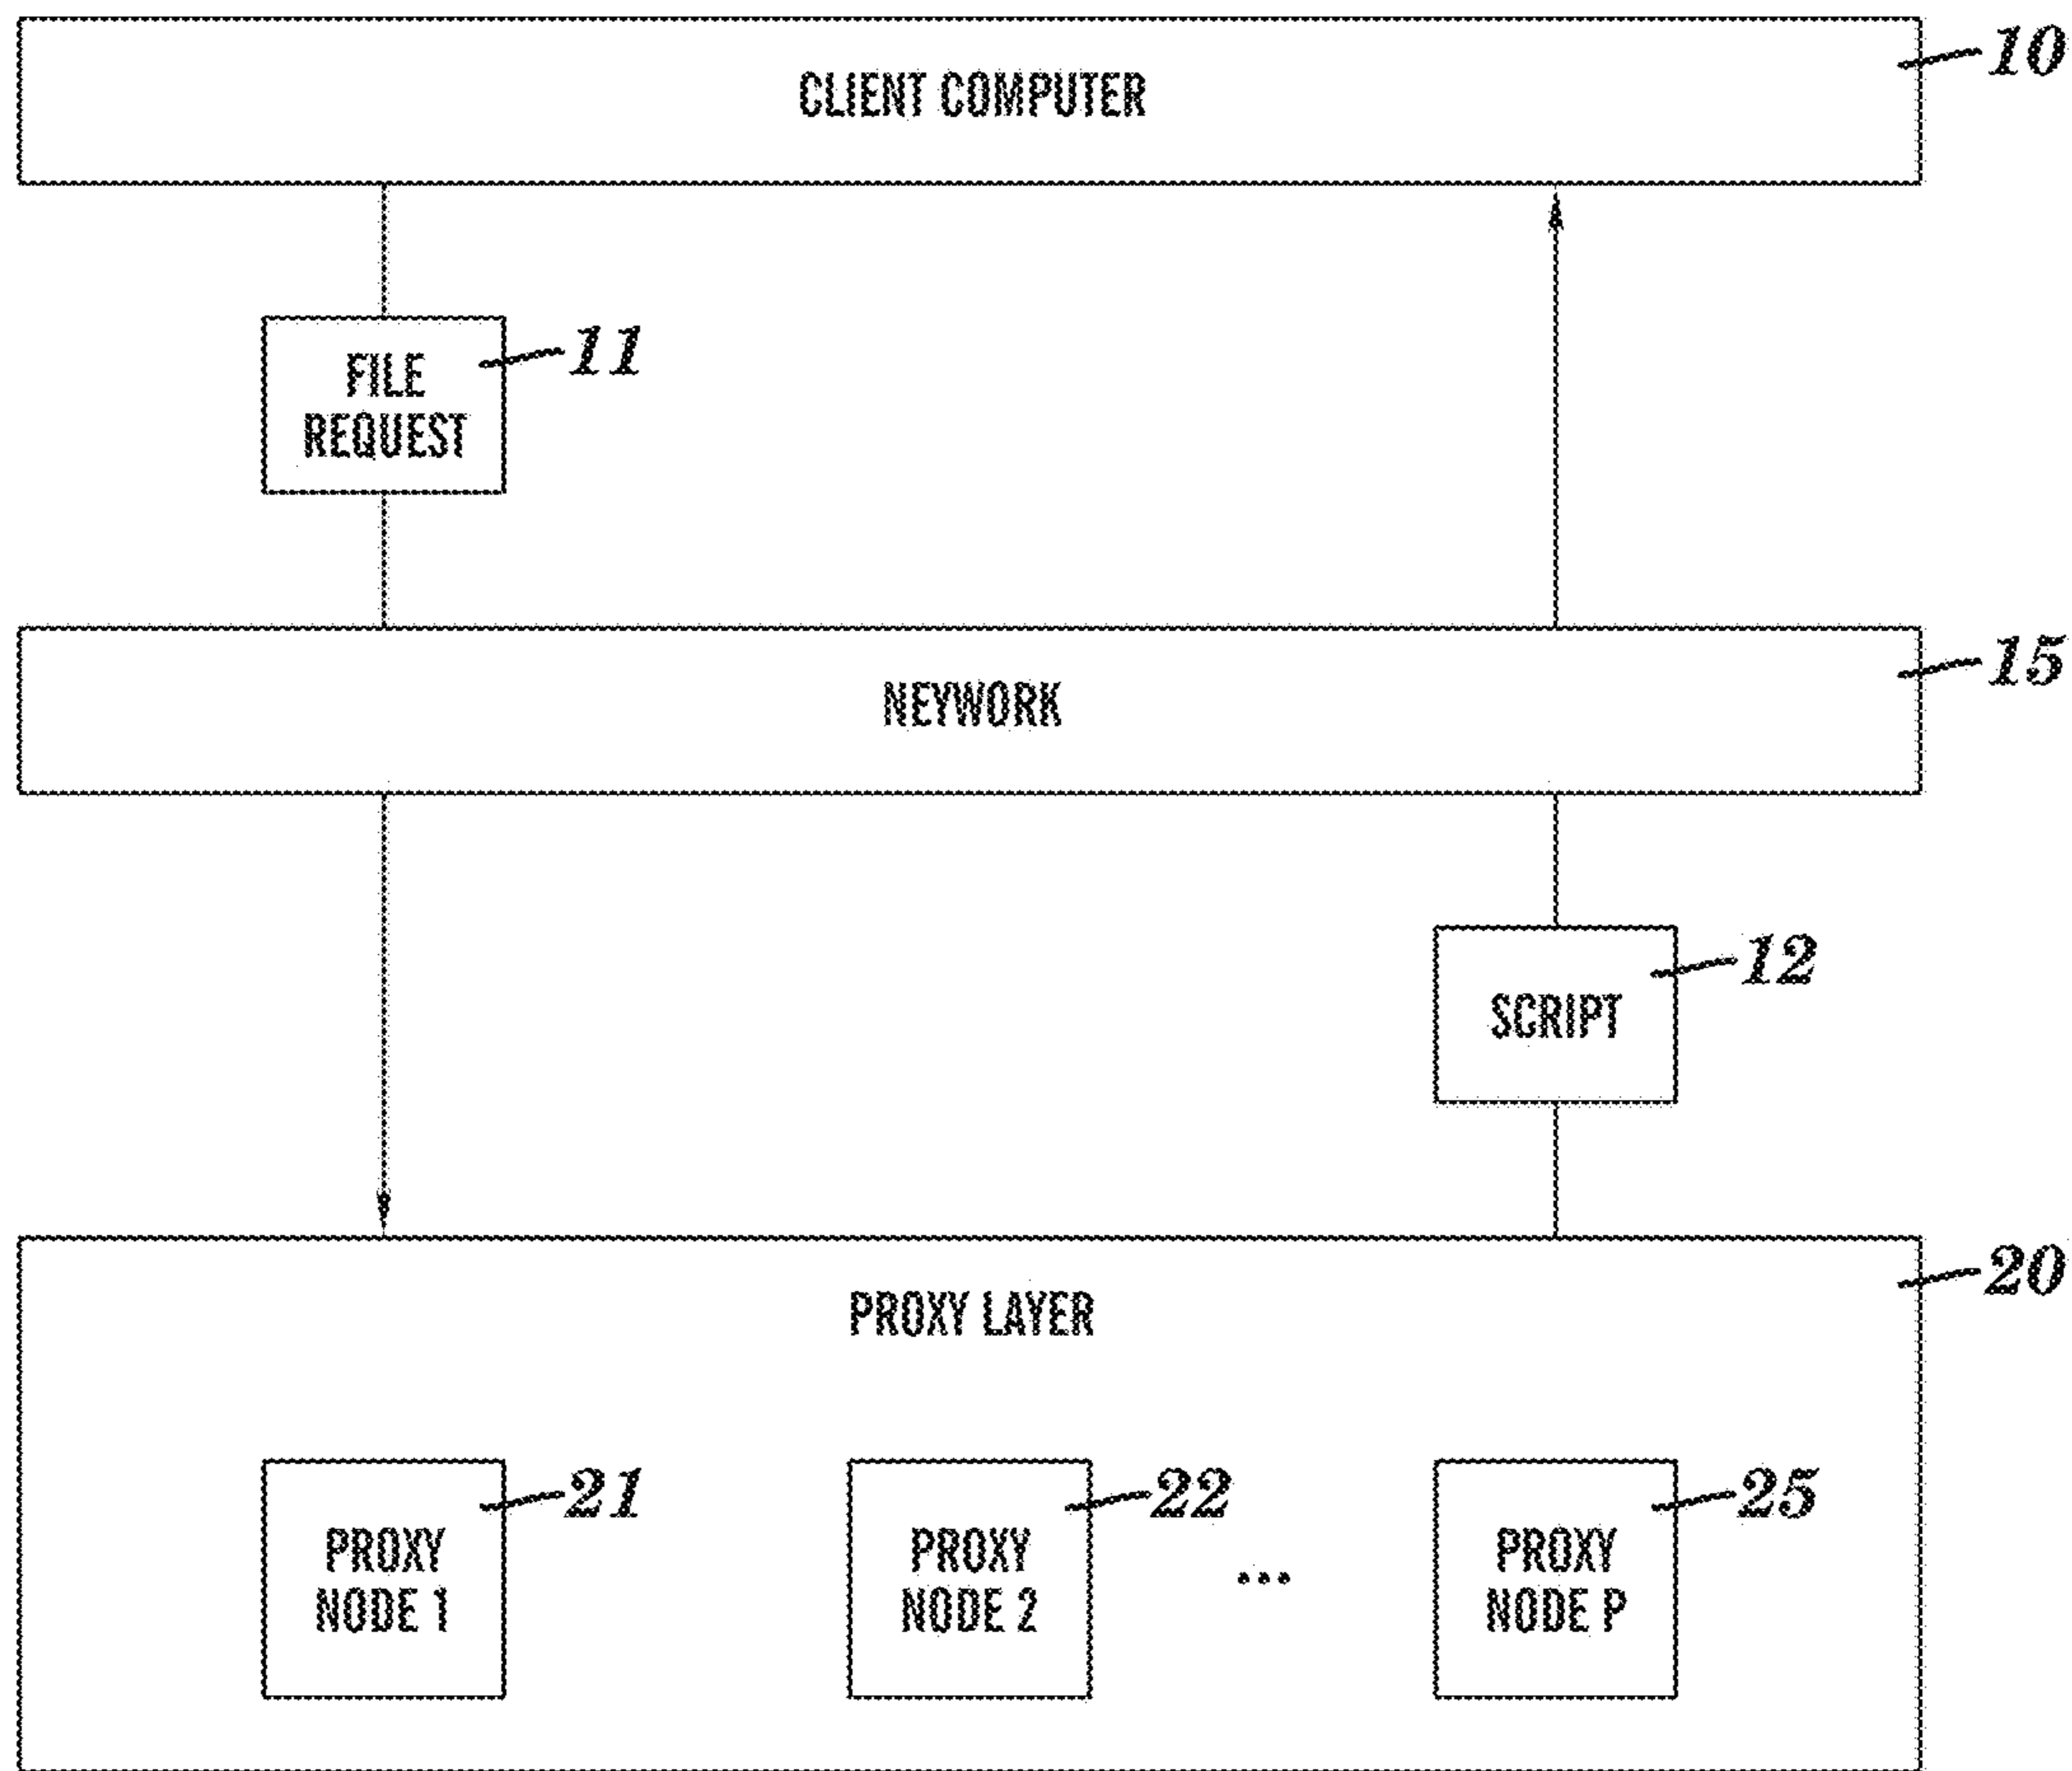 CLIENT COMPUTER
10
FILE
REQUEST
11
NEYWORK
15
SCRIPT
12
PROXY LAYER
20
PROXY
NODE 1
21
PROXY
NODE 2
22
...
PROXY
NODE P
25